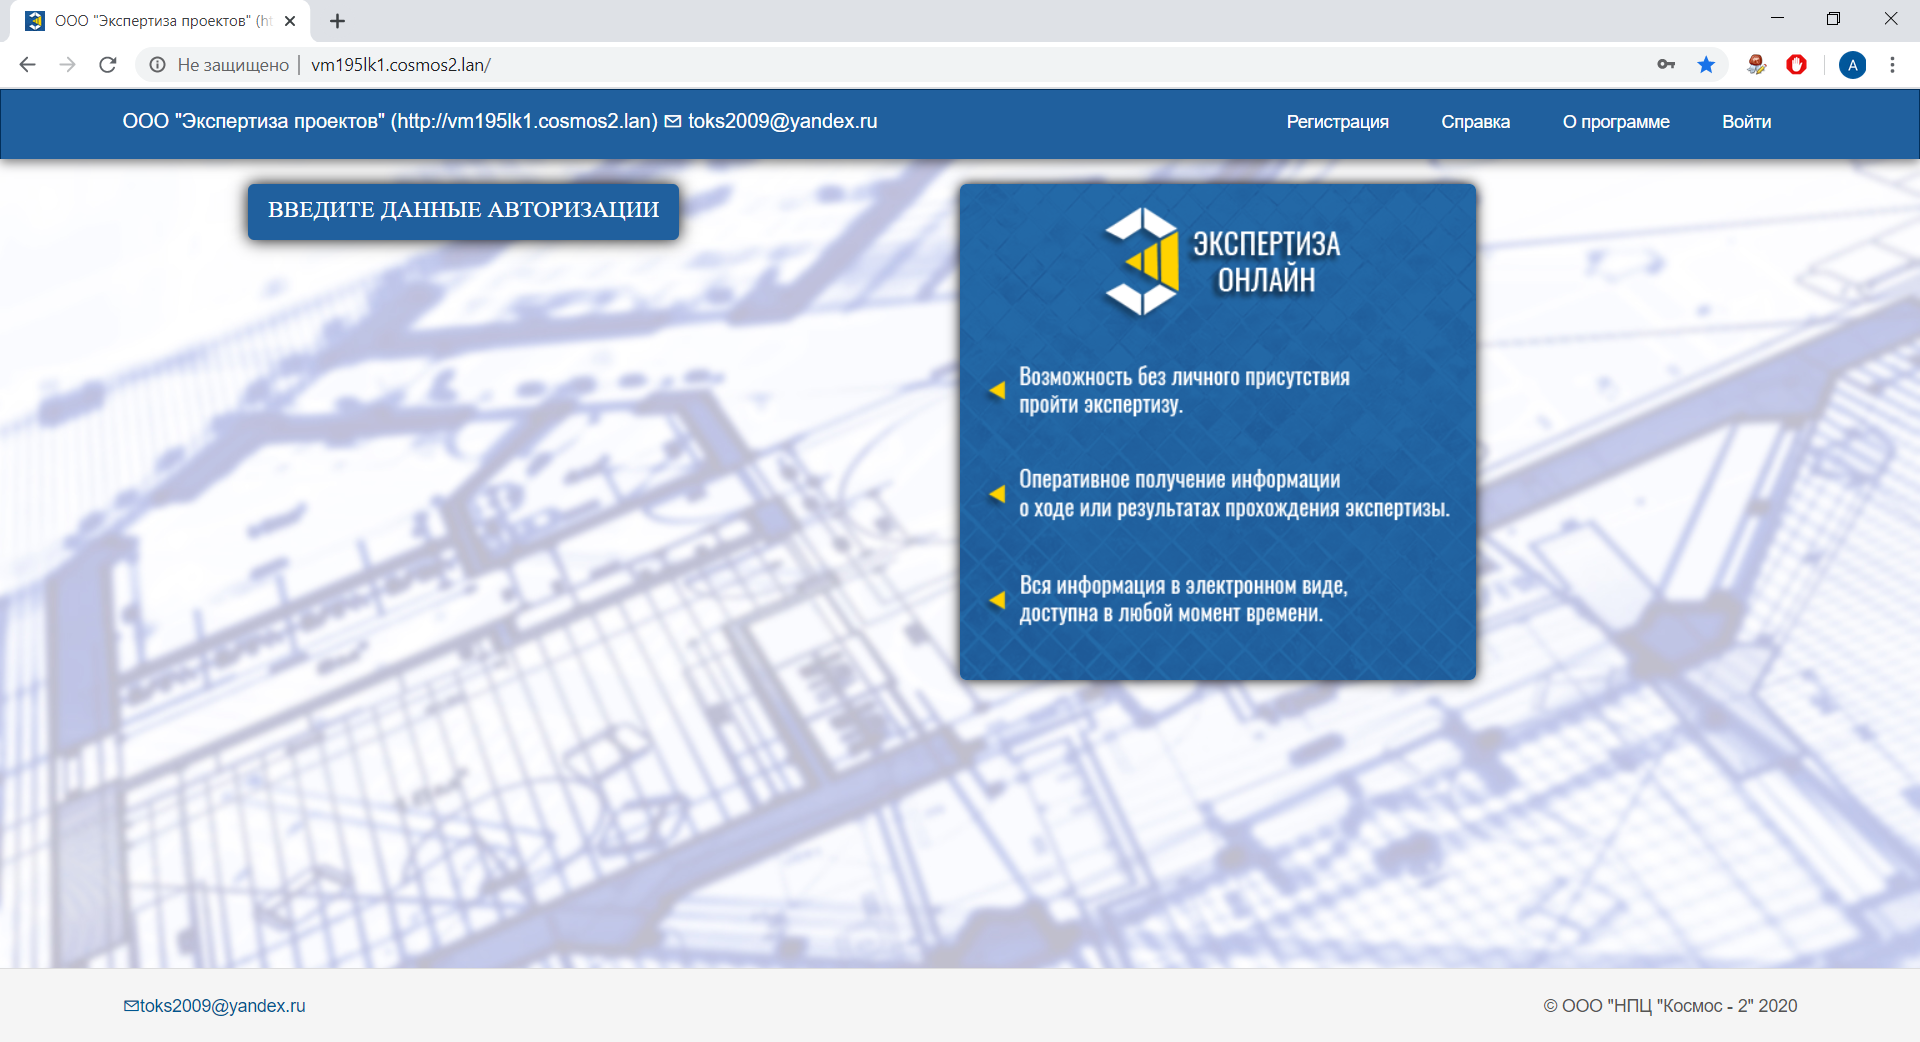 ООО "Экспертиза проектов" (ht
Не защищено | vm195lk1.cosmos2.lan/
A
ООО "Экспертиза проектов" (http://vm195lk1.cosmos2.lan) toks2009@yandex.ru
Регистрация
Справка
О программе
Войти
ВВЕДИТЕ ДАННЫЕ АВТОРИЗАЦИИ
ЭКСПЕРТИЗА
ОНЛАЙН
Возможность без личного присутствия
пройти экспертизу.
Оперативное получение информации
о ходе или результатах прохождения экспертизы.
Вся информация в электронном виде,
доступна в любой момент времени.
toks2009@yandex.ru
© ООО "НПЦ "Космос - 2" 2020